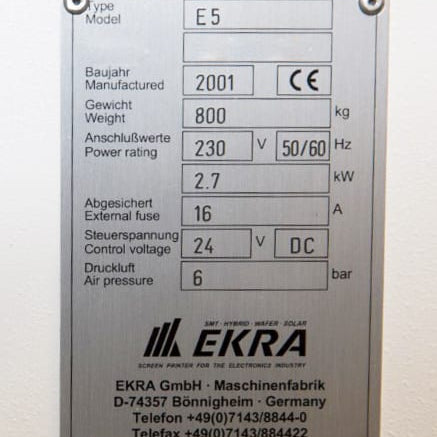 Type
Model E5
Baujahr
Manufactured 2001 CE
Gewicht
Weight 800 kg
Anschlußwerte
Power rating 230 V 50/60 Hz
2.7 kW
Abgesichert
External fuse 16 A
Steuerspannung
Control voltage 24 V DC
Druckluft
Air pressure 6 bar
SMT · HYBRID · WAFER · SOLAR
EKRA
SCREEN PRINTER FOR THE ELECTRONICS INDUSTRY
EKRA GmbH · Maschinenfabrik
D-74357 Bönnigheim · Germany
Telefon +49(0)7143/8844-0
Telefax +49(0)7143/884422